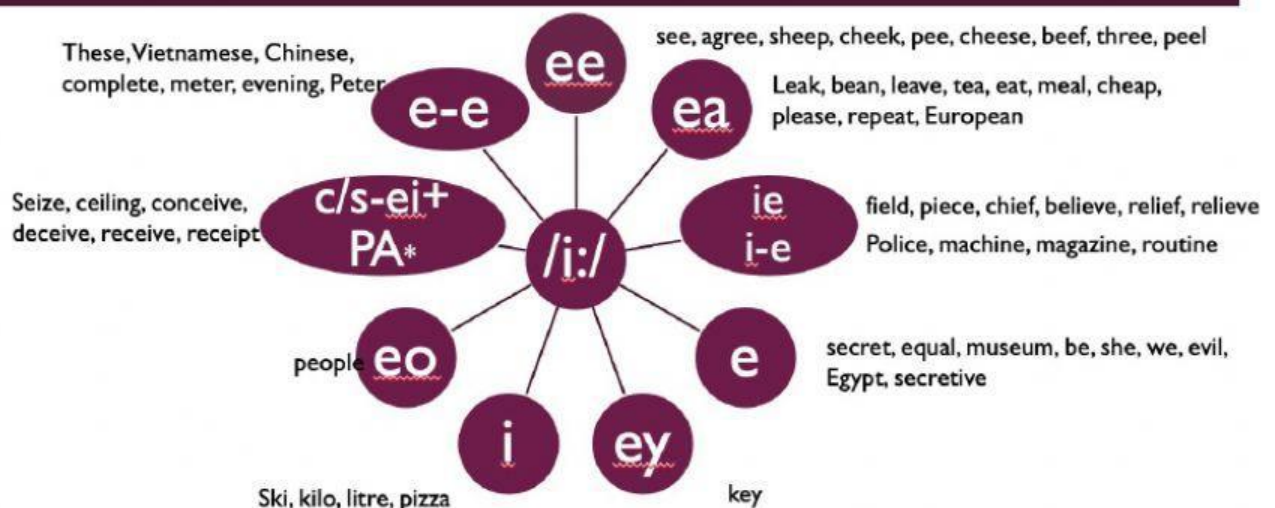 ee
see, agree, sheep, cheek, pee, cheese, beef, three, peel
These, Vietnamese, Chinese,
complete, meter, evening, Peter
e-e
ea
Leak, bean, leave, tea, eat, meal, cheap,
please, repeat, European
Seize, ceiling, conceive,
deceive, receive, receipt
c/s-ei+
PA*
/i:/
ie
i-e
field, piece, chief, believe, relief, relieve
Police, machine, magazine, routine
people
eo
e
secret, equal, museum, be, she, we, evil,
Egypt, secretive
i
ey
Ski, kilo, litre, pizza
key